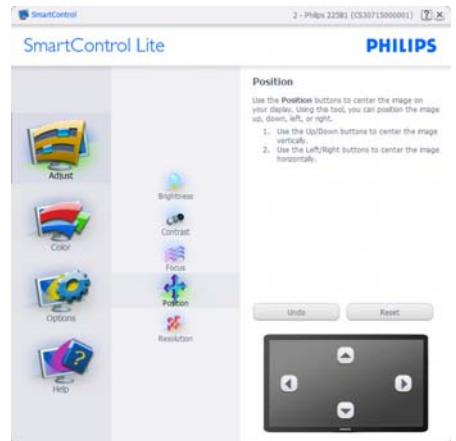 SmartControl
2 - Philips 225B1 (CS30715000001)
?
SmartControl Lite
PHILIPS
Adjust
Color
Options
Help
Brightness
Contrast
Focus
Position
Resolution
Position
Use the Position buttons to center the image on
your display. Using this tool, you can position the image
up, down, left, or right.
1. Use the Up/Down buttons to center the image
vertically.
2. Use the Left/Right buttons to center the image
horizontally.
Undo
Reset